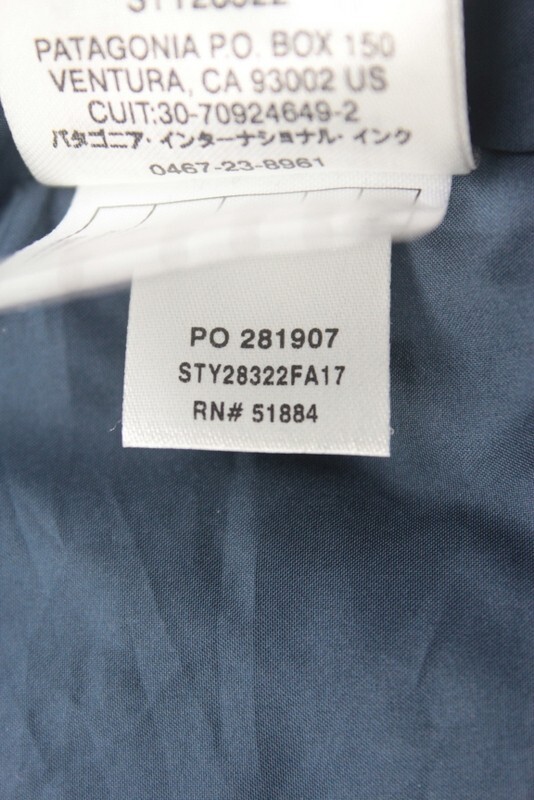 STY28322
PATAGONIA P.O. BOX 150
VENTURA, CA 93002 US
CUIT:30-70924649-2
パタゴニア・インターナショナル・インク
0467-23-8961
PO 281907
STY28322FA17
RN# 51884